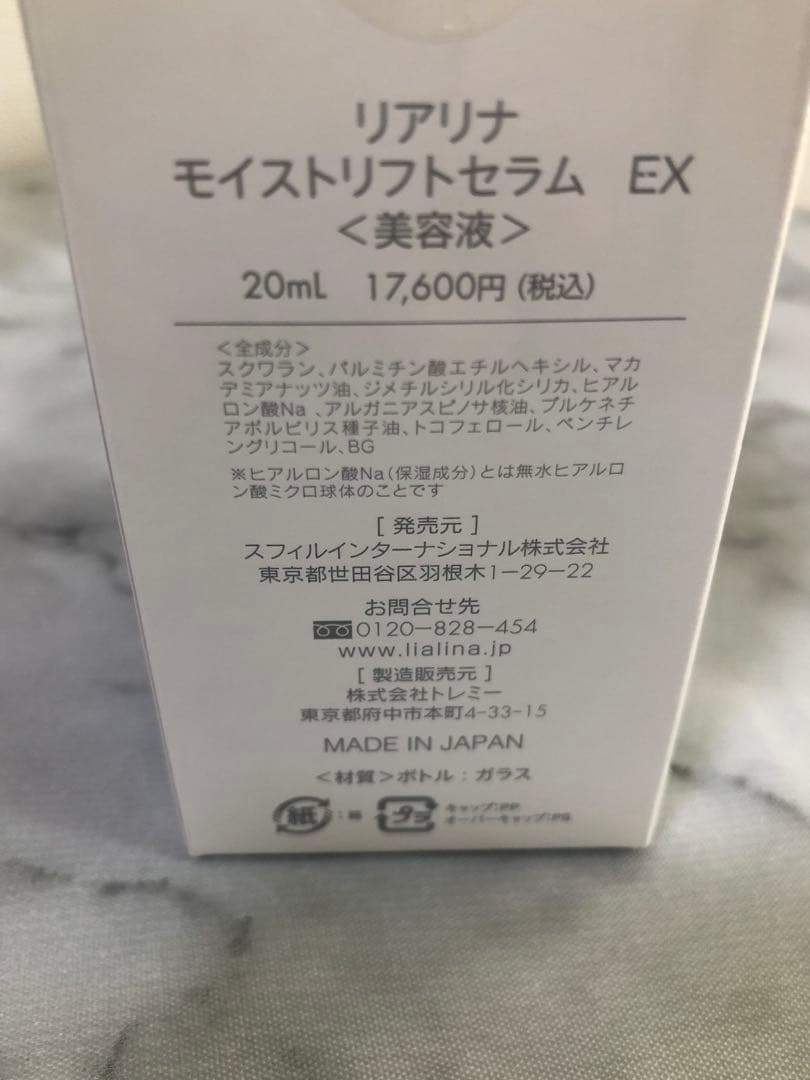 リアリナ
モイストリフトセラム EX
＜美容液＞
20mL 17,600円（税込）
＜全成分＞
スクワラン、パルミチン酸エチルヘキシル、マカ
デミアナッツ油、ジメチルシリル化シリカ、ヒアル
ロン酸Na 、アルガニアスピノサ核油、プルケネチ
アボルビリス種子油、トコフェロール、ペンチレ
ングリコール、BG
※ヒアルロン酸Na（保湿成分）とは無水ヒアルロ
ン酸ミクロ球体のことです
[ 発売元 ]
スフィルインターナショナル株式会社
東京都世田谷区羽根木1－29－22
お問合せ先
0120－828－454
www.lialina.jp
[ 製造販売元 ]
株式会社トレミー
東京都府中市本町4-33-15
MADE IN JAPAN
＜材質＞ボトル：ガラス
紙：箱 プラ キャップ：PP
オーバーキャップ：PS